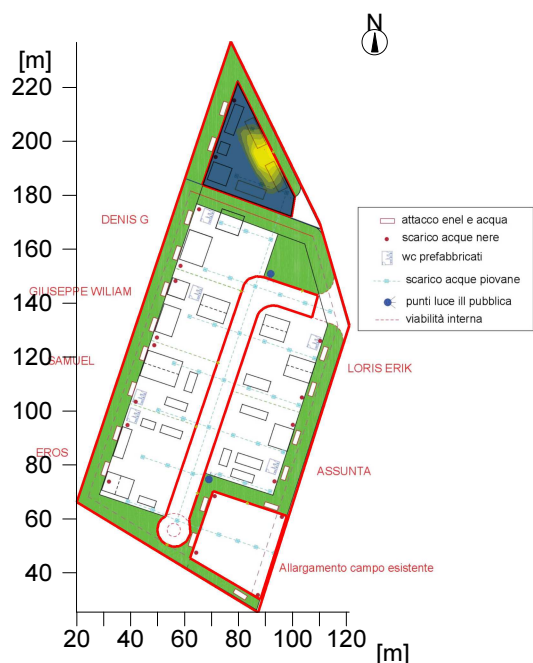 N
[m]
220
200
180
160
140
120
100
80
60
40
20 40 60 80 100 120
[m]
DENIS G
GIUSEPPE WILIAM
SAMUEL
EROS
LORIS ERIK
ASSUNTA
Allargamento campo esistente
attacco enel e acqua
scarico acque nere
wc prefabbricati
scarico acque piovane
punti luce ill pubblica
viabilità interna